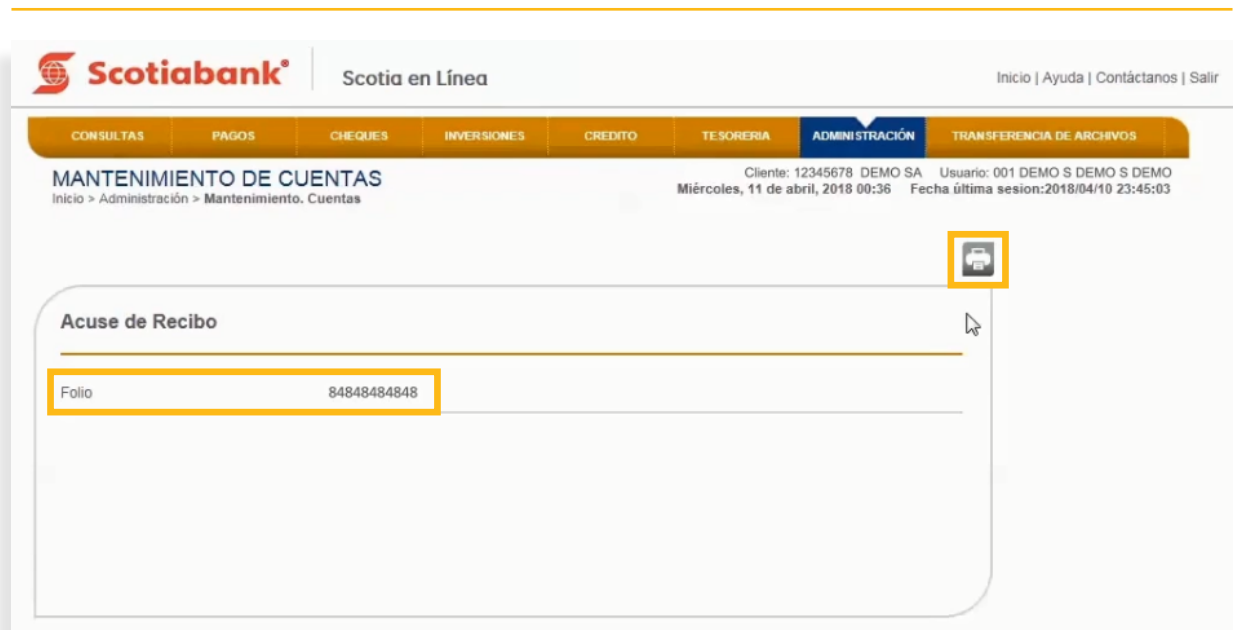 Scotiabank®
Scotia en Línea
Inicio | Ayuda | Contáctanos | Salir
CONSULTAS PAGOS CHEQUES INVERSIONES CREDITO TESORERIA ADMINISTRACIÓN TRANSFERENCIA DE ARCHIVOS
MANTENIMIENTO DE CUENTAS
Cliente: 12345678 DEMO SA Usuario: 001 DEMO S DEMO S DEMO
Inicio > Administración > Mantenimiento. Cuentas
Miércoles, 11 de abril, 2018 00:36 Fecha última sesion:2018/04/10 23:45:03
Acuse de Recibo
Folio 84848484848